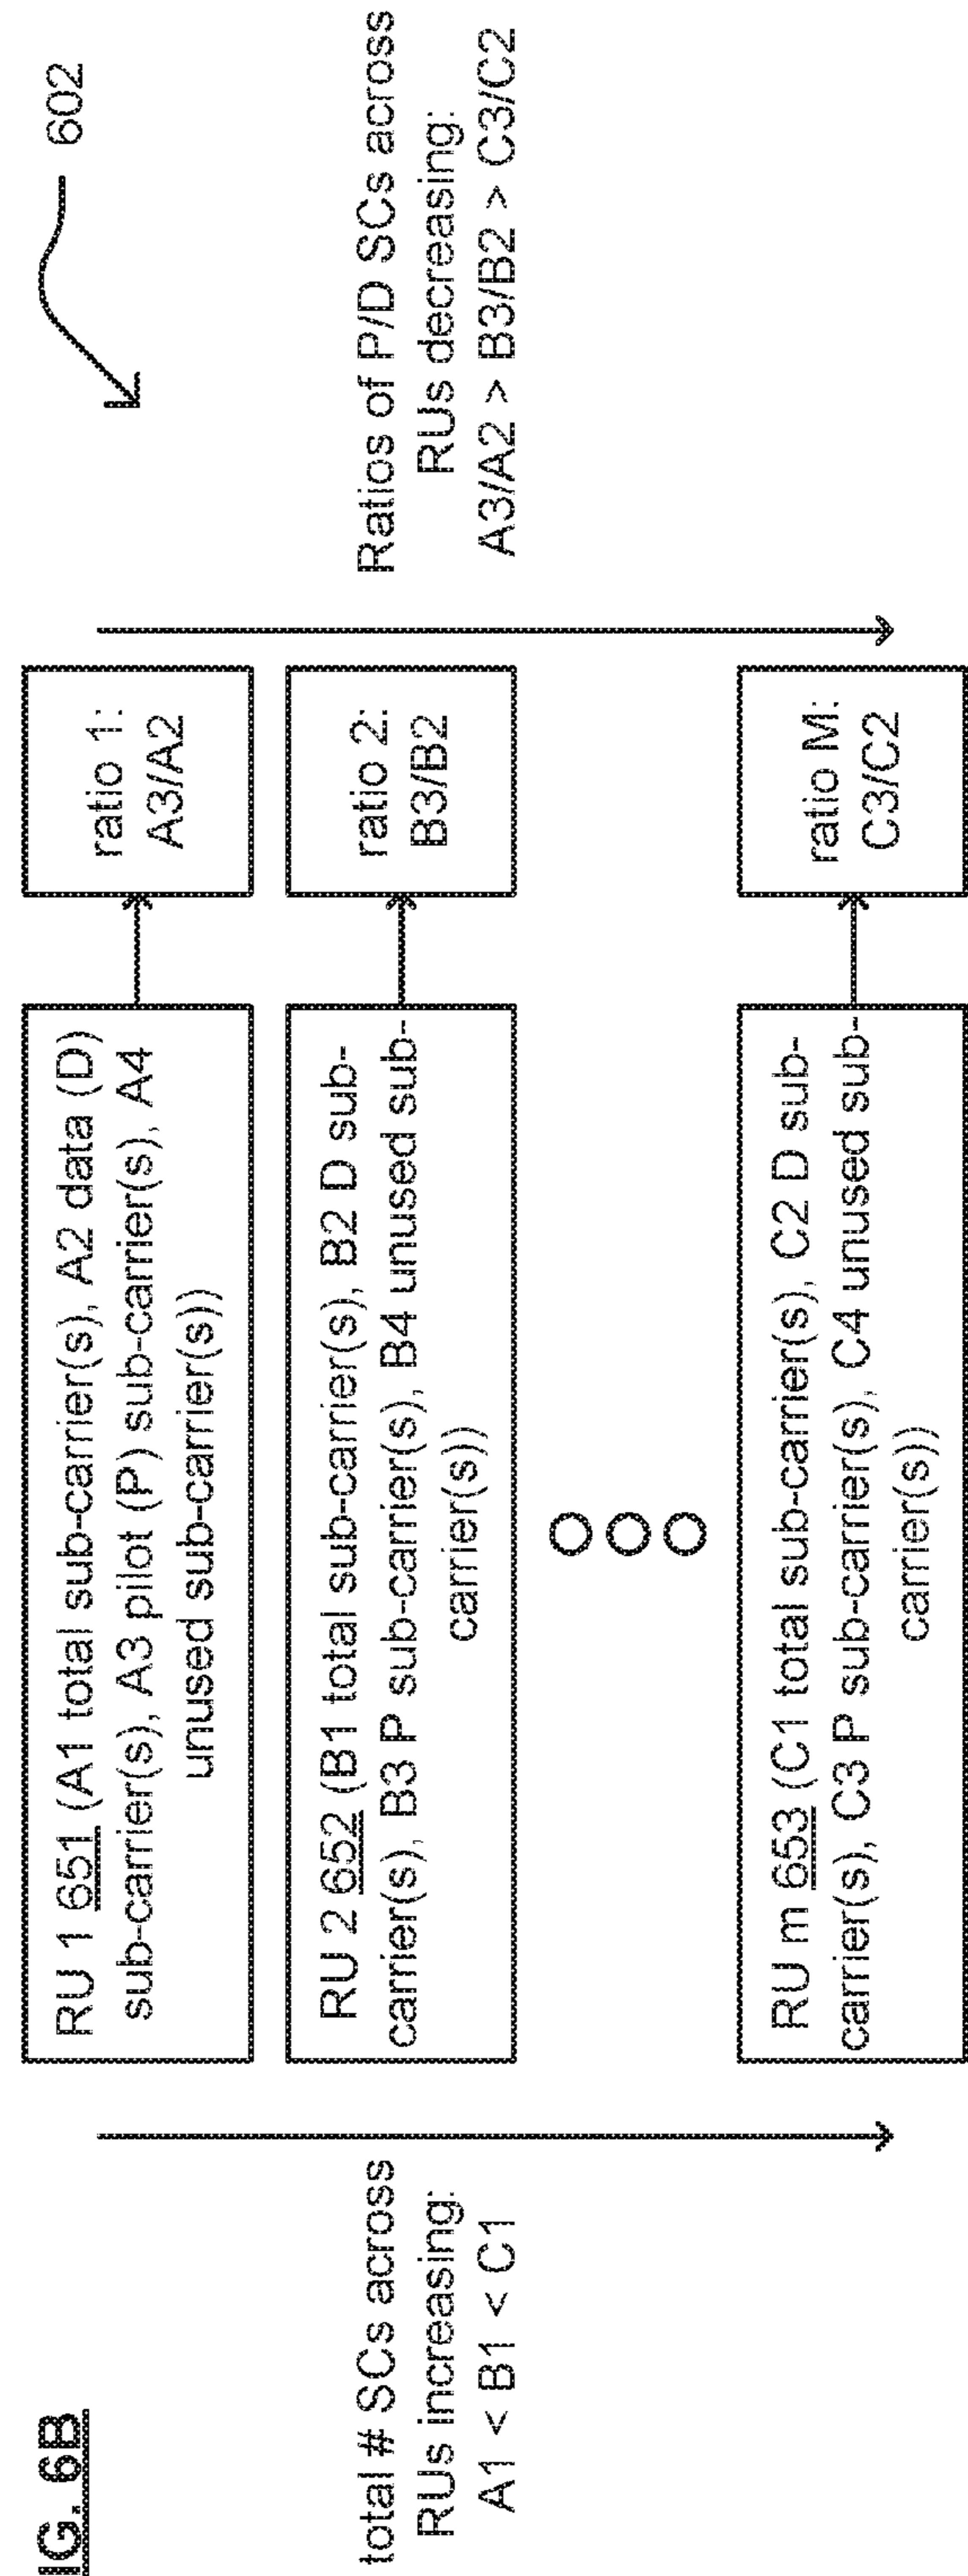 IG. 6B
602
total # SCs across
RUs increasing:
A1 < B1 < C1
RU 1 651 (A1 total sub-carrier(s), A2 data (D)
sub-carrier(s), A3 pilot (P) sub-carrier(s), A4
unused sub-carrier(s))
ratio 1:
A3/A2
RU 2 652 (B1 total sub-carrier(s), B2 D sub-
carrier(s), B3 P sub-carrier(s), B4 unused sub-
carrier(s))
ratio 2:
B3/B2
RU m 653 (C1 total sub-carrier(s), C2 D sub-
carrier(s), C3 P sub-carrier(s), C4 unused sub-
carrier(s))
ratio M:
C3/C2
Ratios of P/D SCs across
RUs decreasing:
A3/A2 > B3/B2 > C3/C2